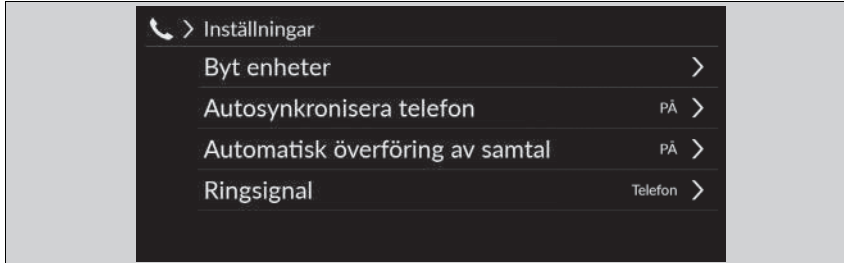 Inställningar
Byt enheter
Autosynkronisera telefon PÅ
Automatisk överföring av samtal PÅ
Ringsignal Telefon